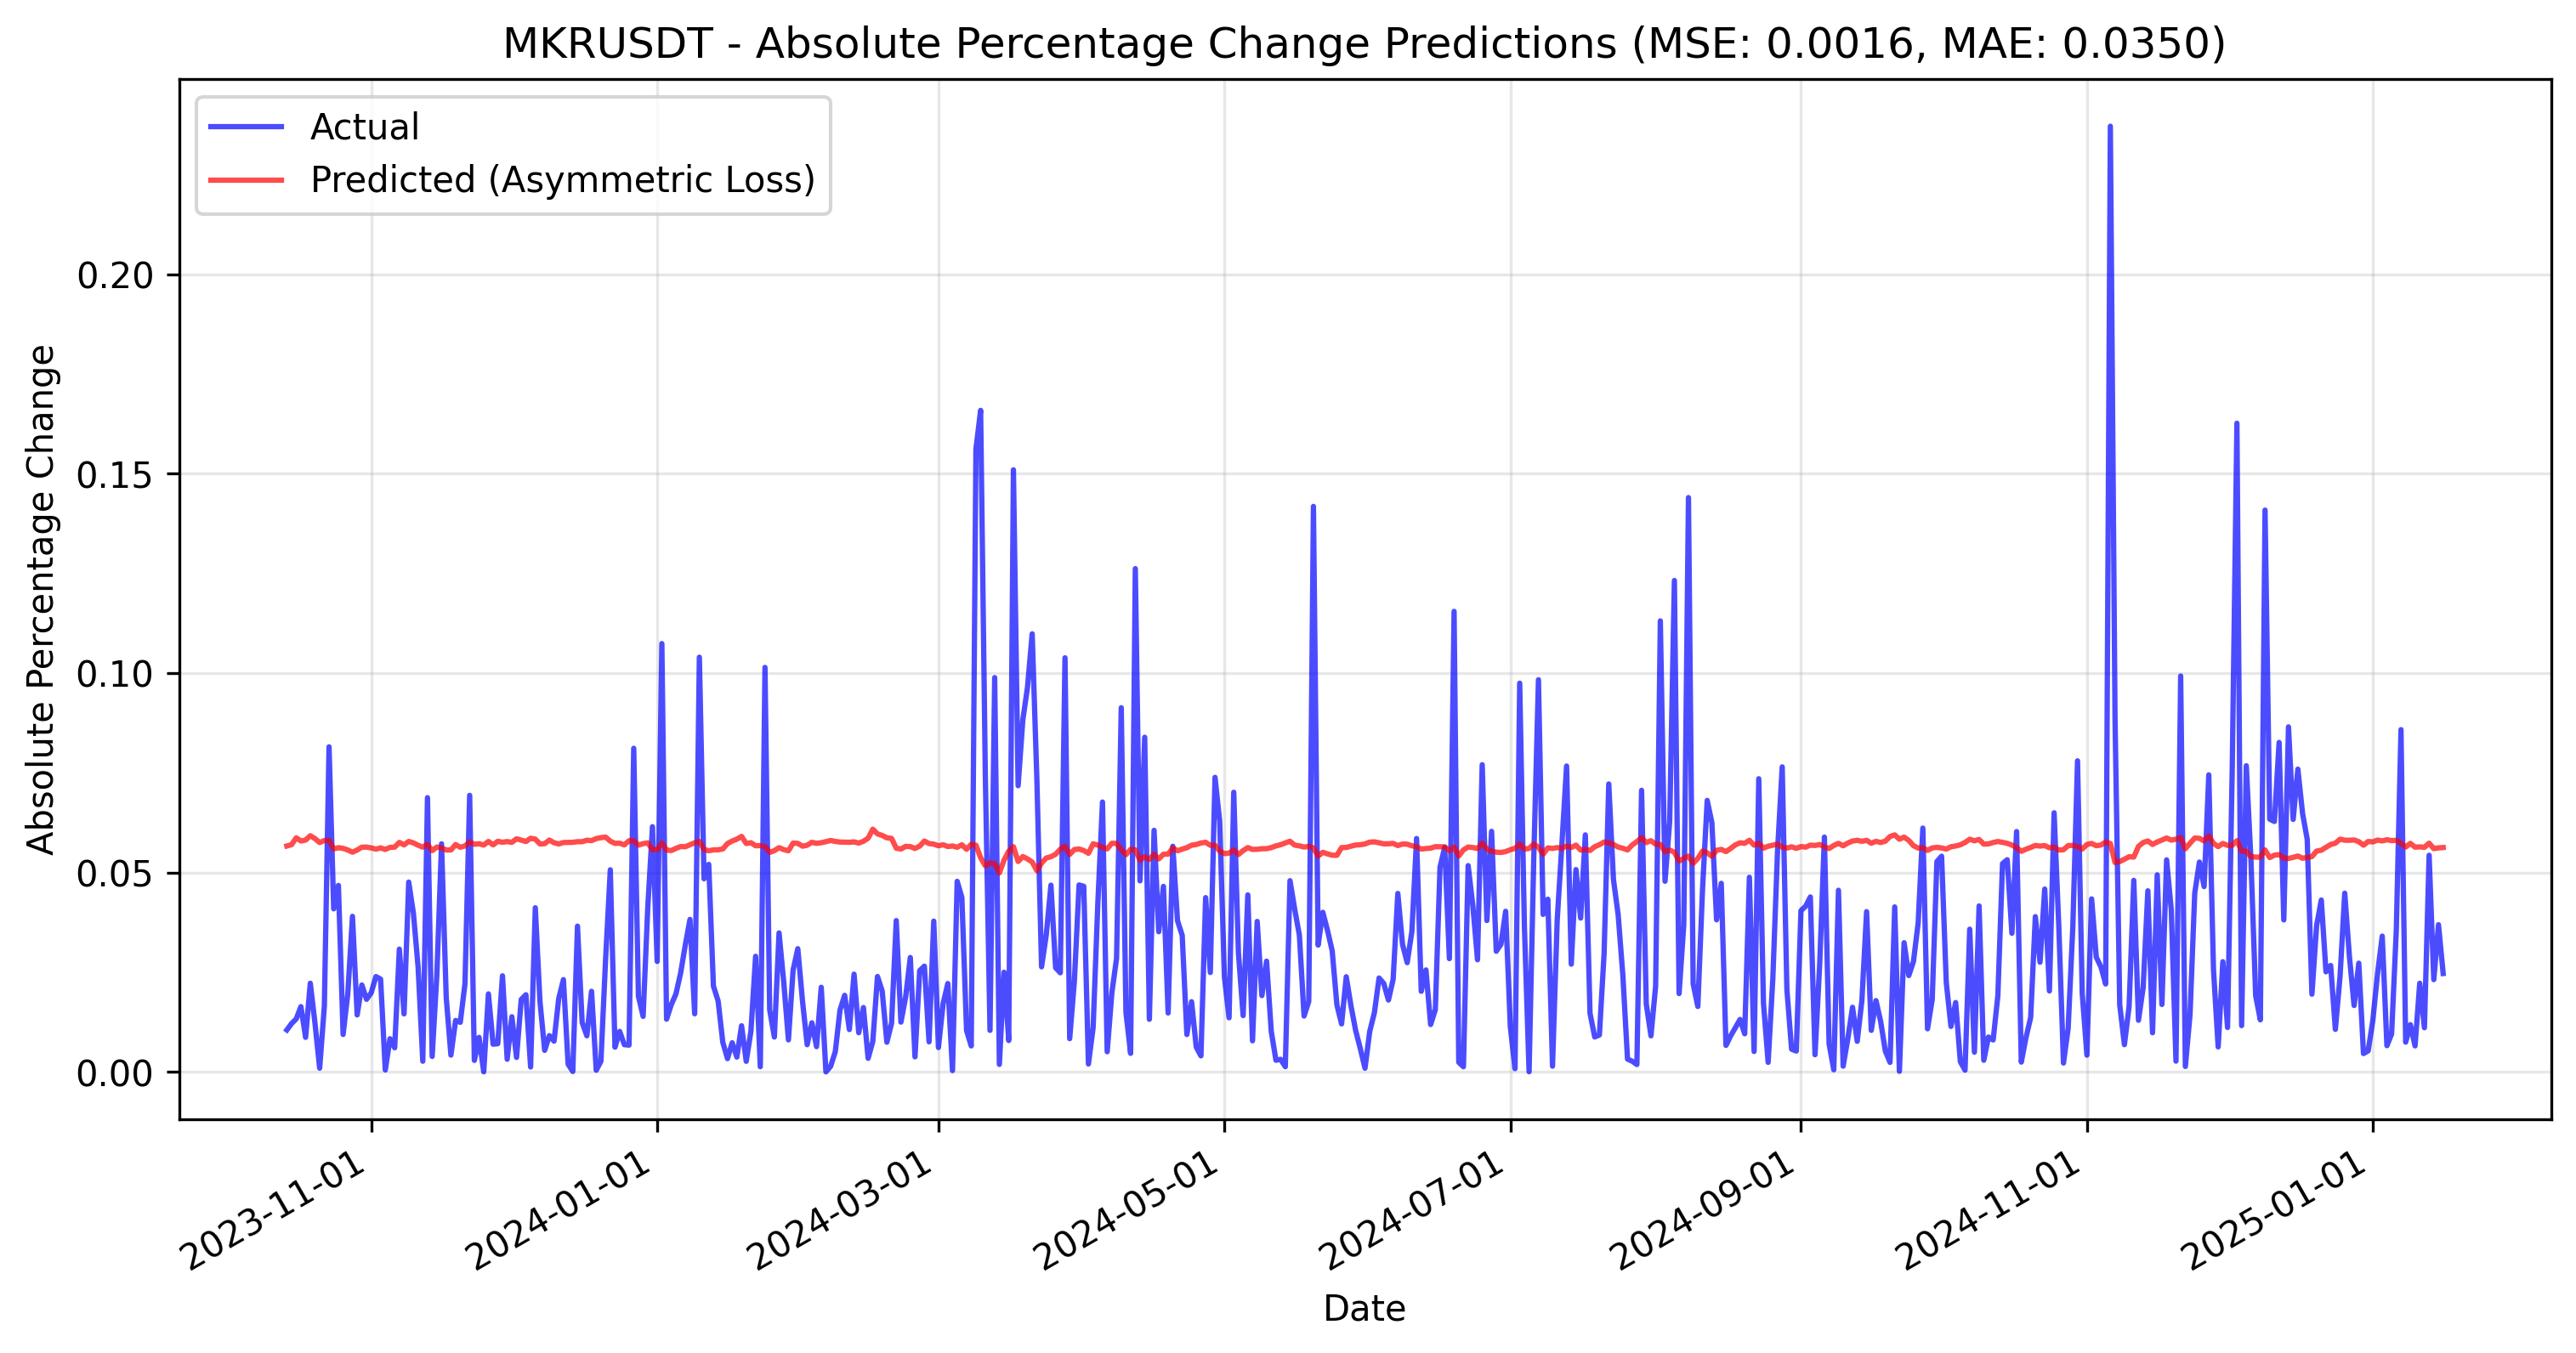 MKRUSDT - Absolute Percentage Change Predictions (MSE: 0.0016, MAE: 0.0350)
Actual
Predicted (Asymmetric Loss)
Absolute Percentage Change
0.20
0.15
0.10
0.05
0.00
2023-11-01
2024-01-01
2024-03-01
2024-05-01
2024-07-01
2024-09-01
2024-11-01
2025-01-01
Date